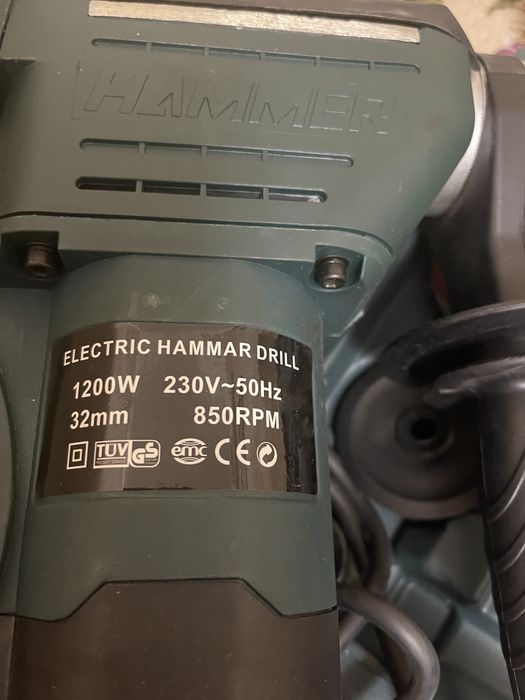 HAMMER
ELECTRIC HAMMAR DRILL
1200W 230V~50Hz
32mm 850RPM
TÜV GS emc CE